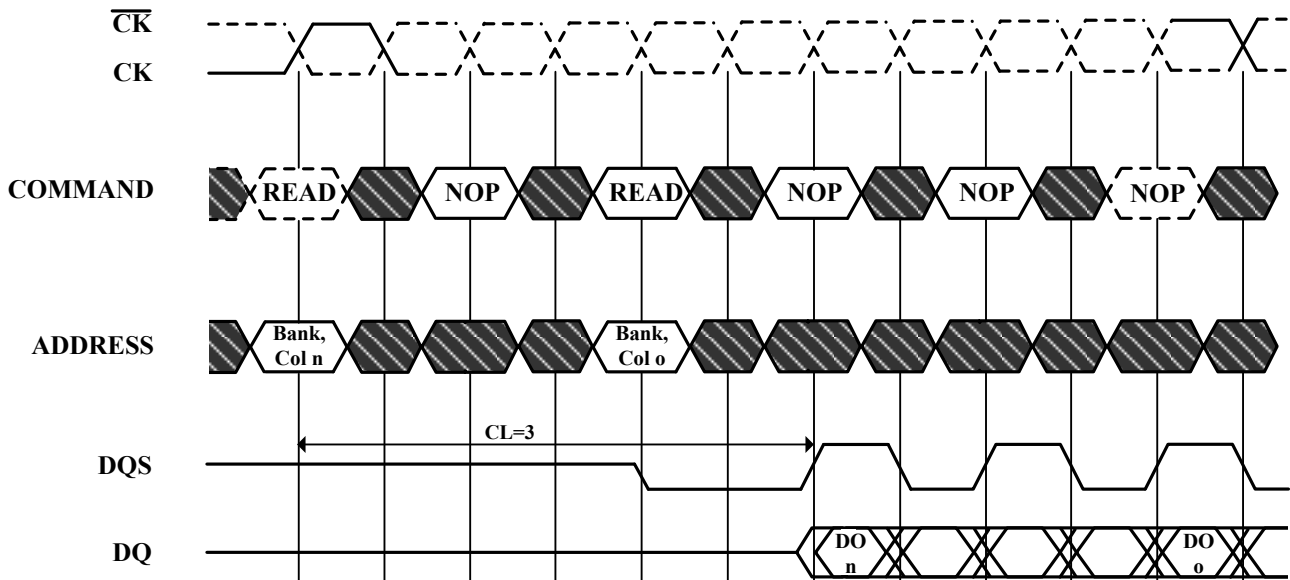 CK
CK
COMMAND
READ NOP READ NOP NOP NOP
ADDRESS
Bank,
Col n
Bank,
Col o
CL=3
DQS
DQ
DO
n
DO
o